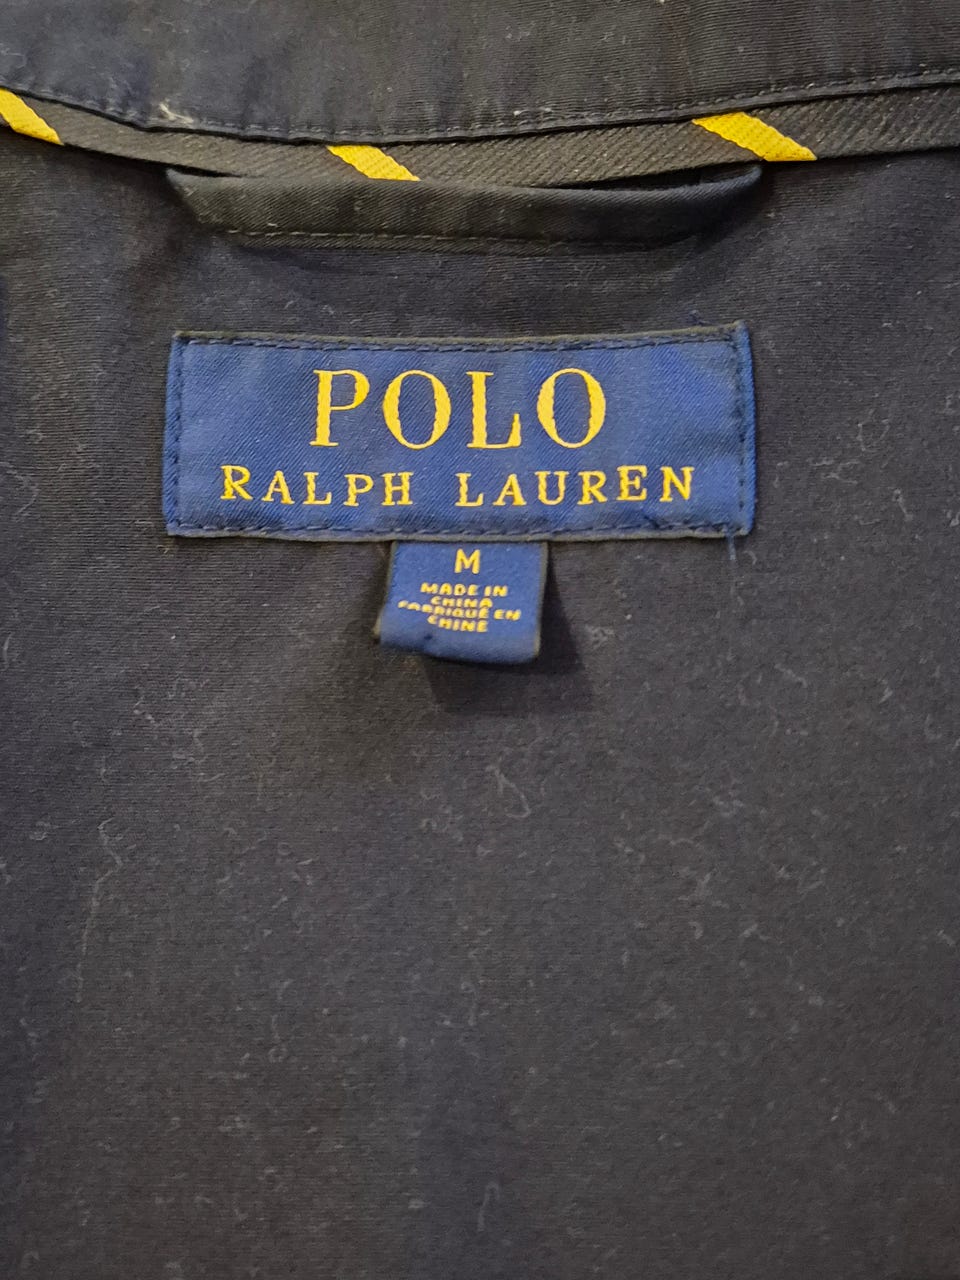 POLO
RALPH LAUREN
M
MADE IN
CHINA
FABRIQUÉ EN
CHINE